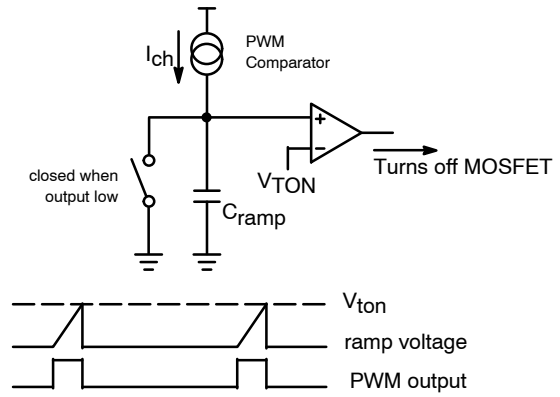 PWM
Comparator
Ich
closed when
output low
VTON
Turns off MOSFET
Cramp
Vton
ramp voltage
PWM output